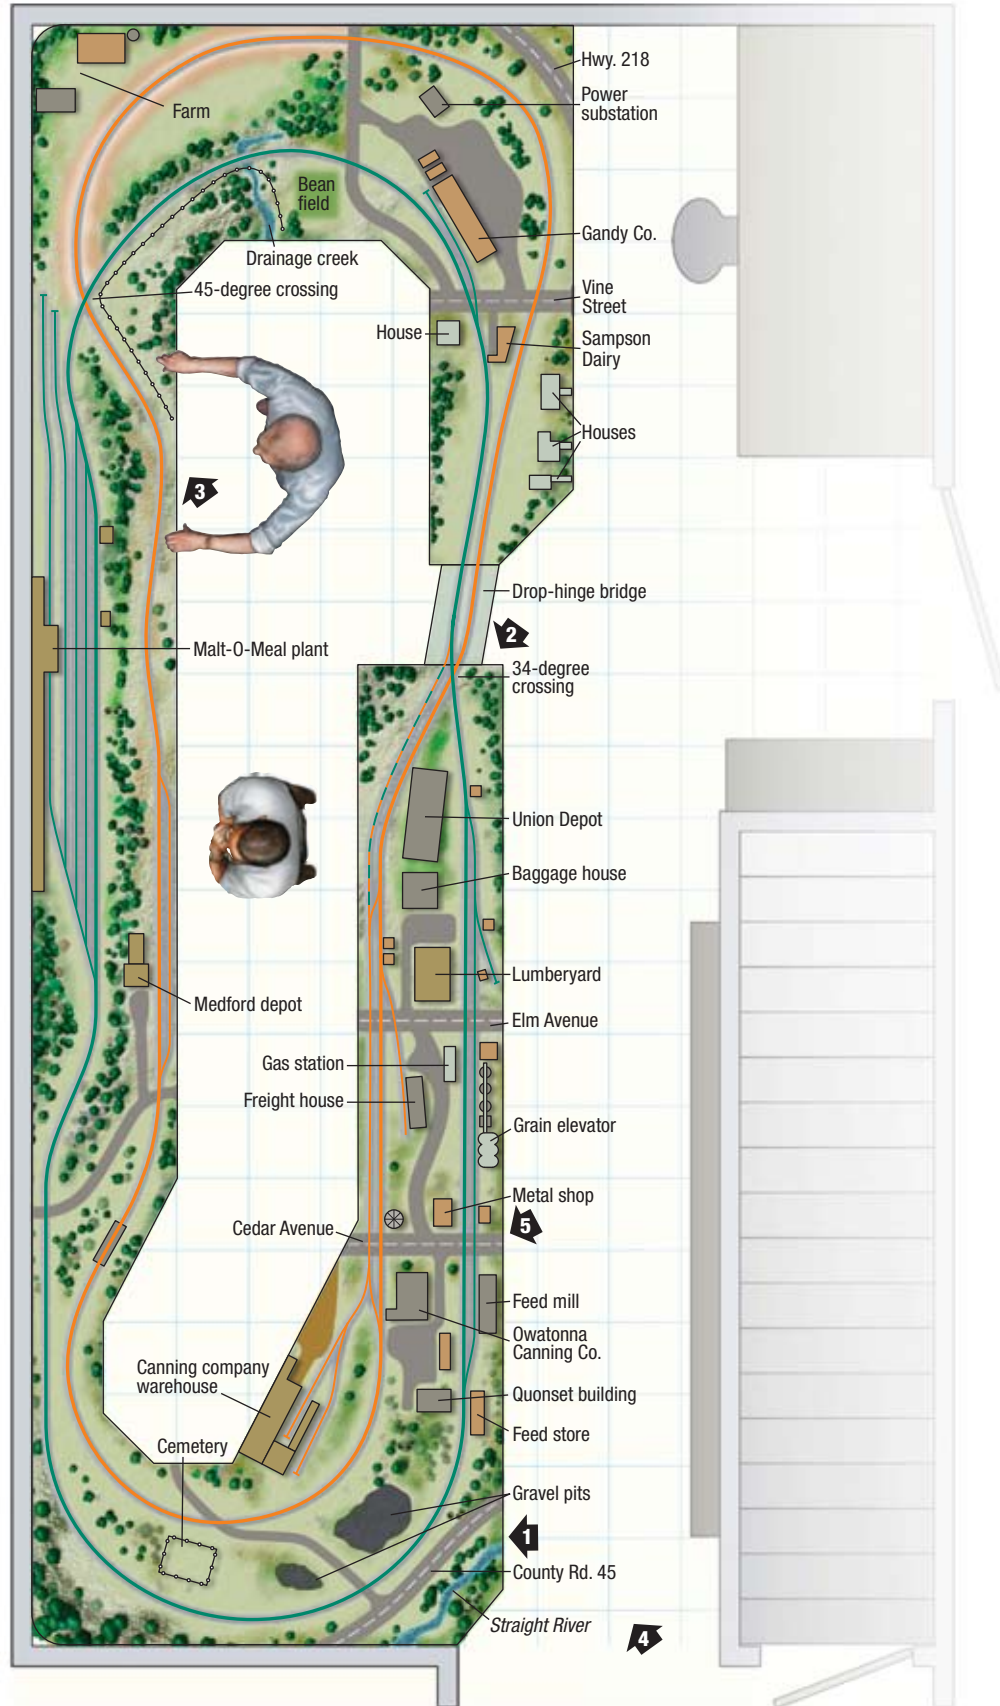 Hwy. 218
Power
substation
Farm
Bean
field
Gandy Co.
Drainage creek
45-degree crossing
Vine
Street
House
Sampson
Dairy
Houses
3
Drop-hinge bridge
2
Malt-O-Meal plant
34-degree
crossing
Union Depot
Baggage house
Lumberyard
Medford depot
Elm Avenue
Gas station
Freight house
Grain elevator
Metal shop
5
Cedar Avenue
Feed mill
Owatonna
Canning Co.
Canning company
warehouse
Quonset building
Feed store
Cemetery
Gravel pits
1
County Rd. 45
Straight River
4